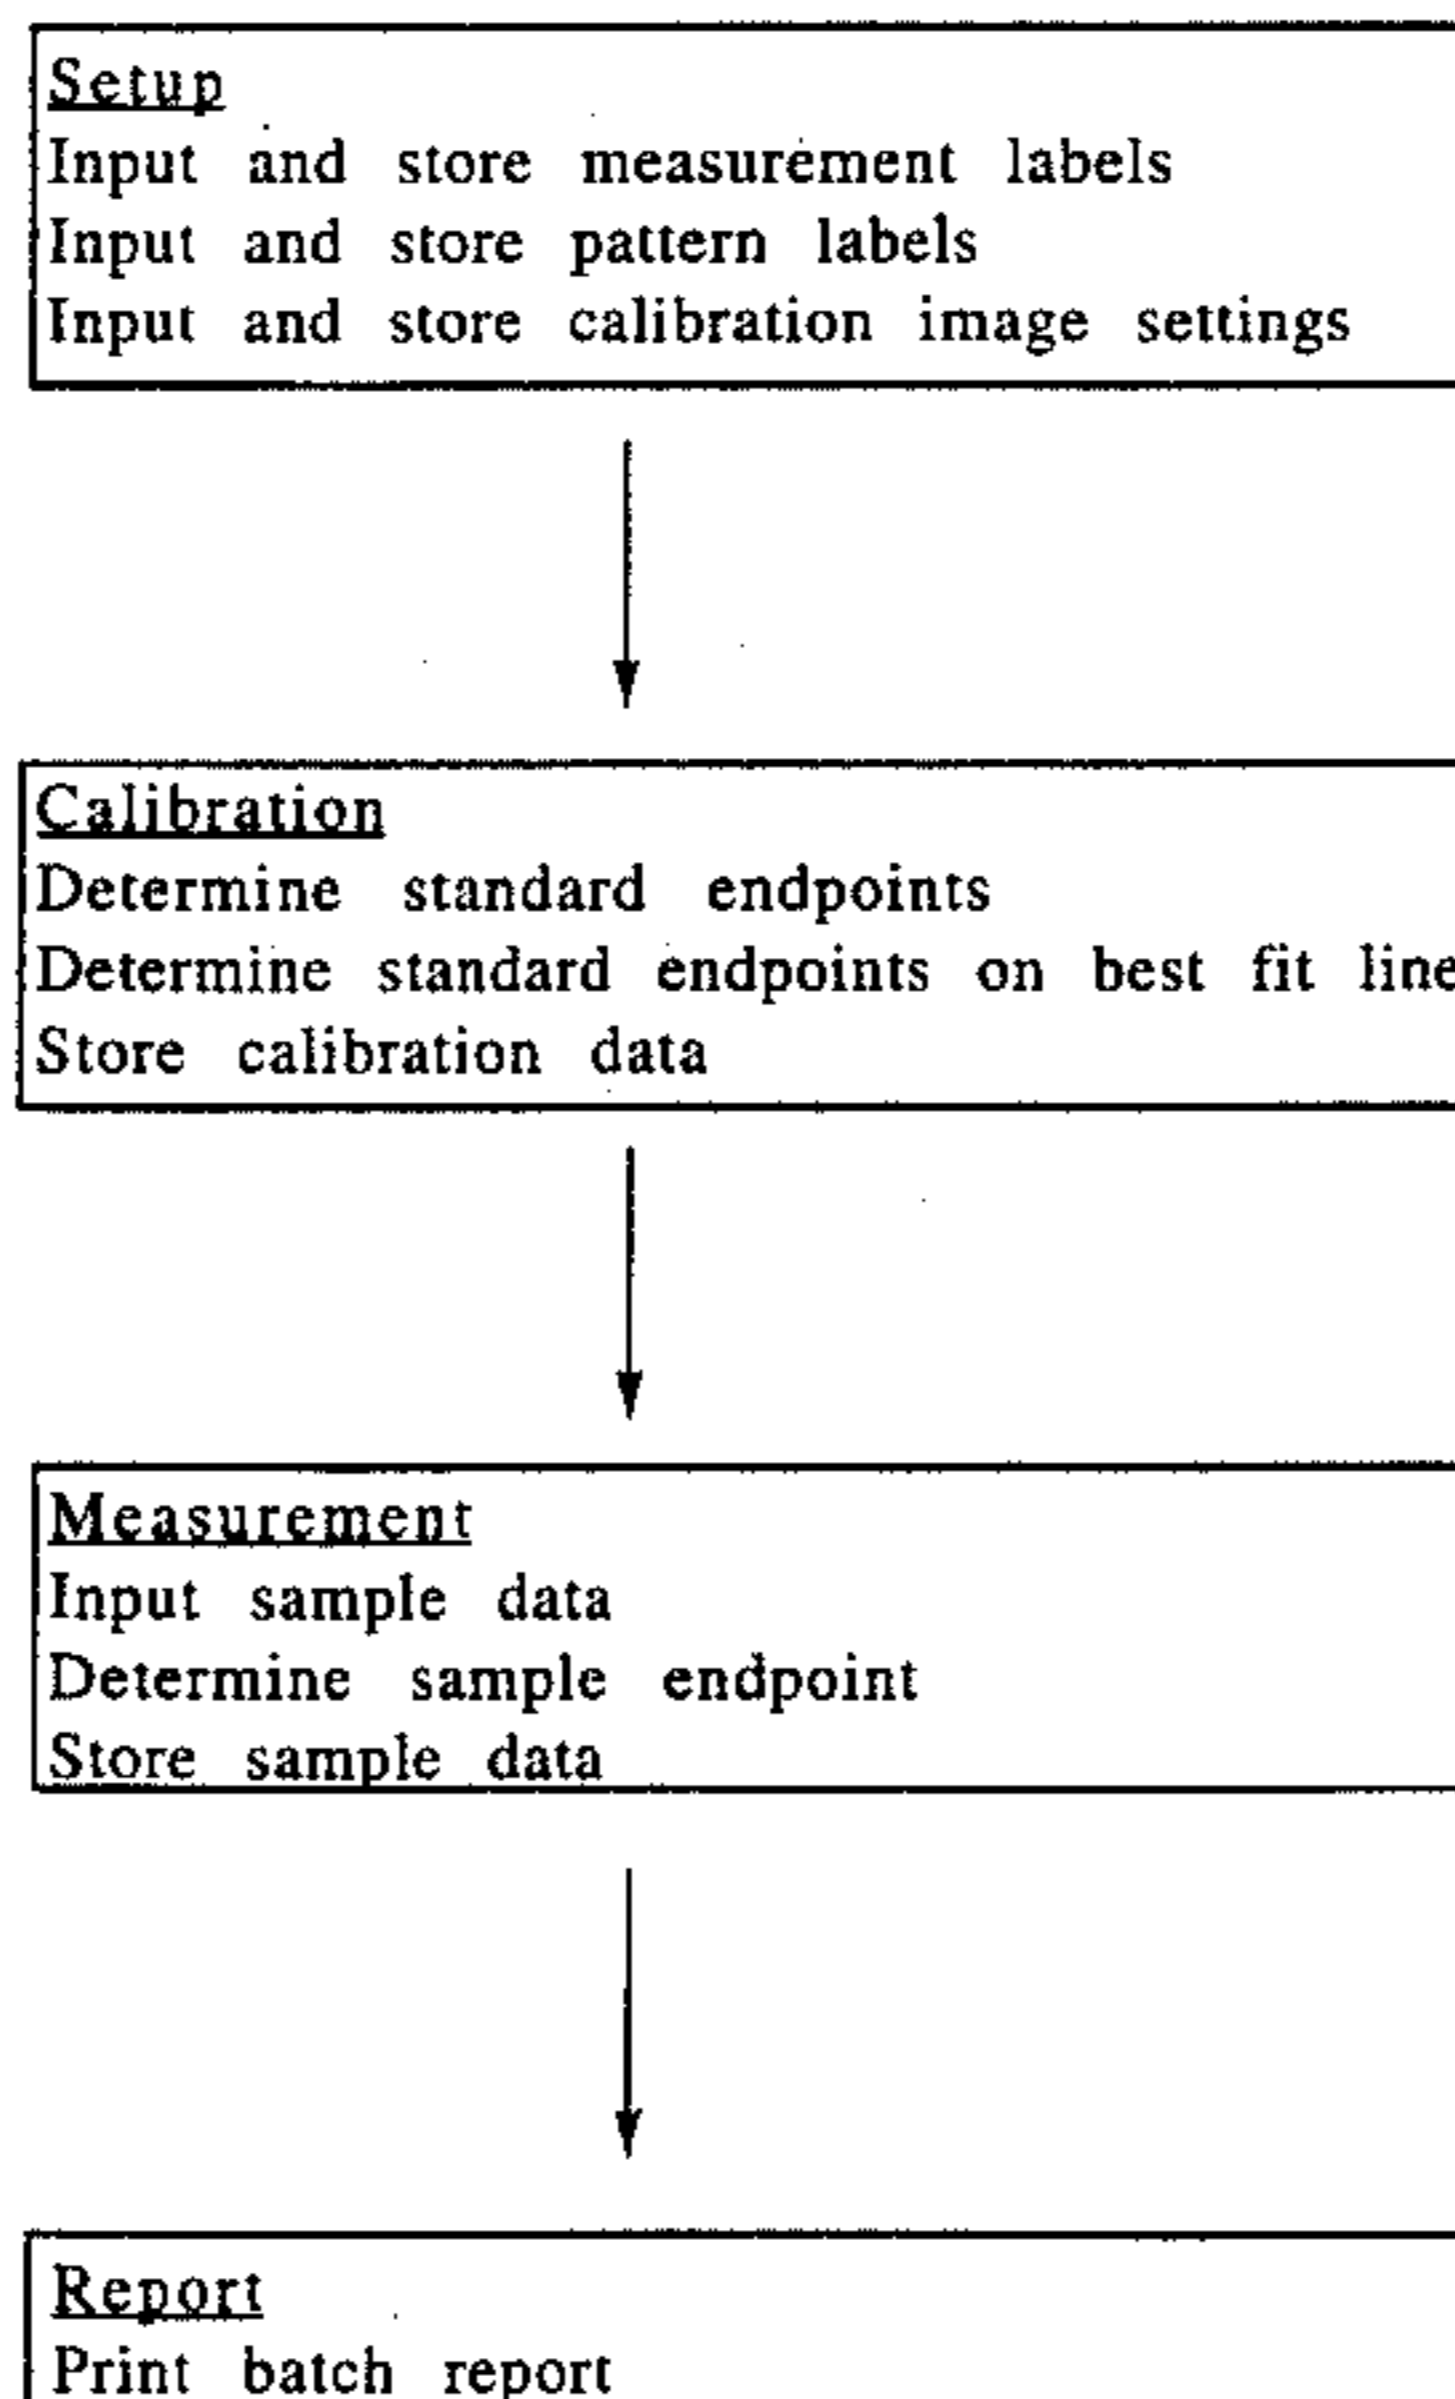 Setup
Input and store measurement labels
Input and store pattern labels
Input and store calibration image settings
Calibration
Determine standard endpoints
Determine standard endpoints on best fit line
Store calibration data
Measurement
Input sample data
Determine sample endpoint
Store sample data
Report
Print batch report